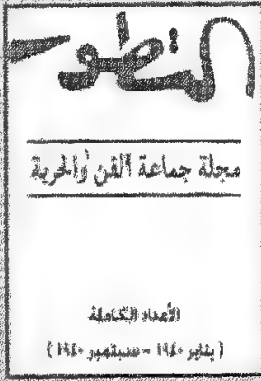 التطور
مجلة جماعة الفن والحرية
الأعداد الكاملة
( يناير ١٩٤٠ - سبتمبر ١٩٤٠ )